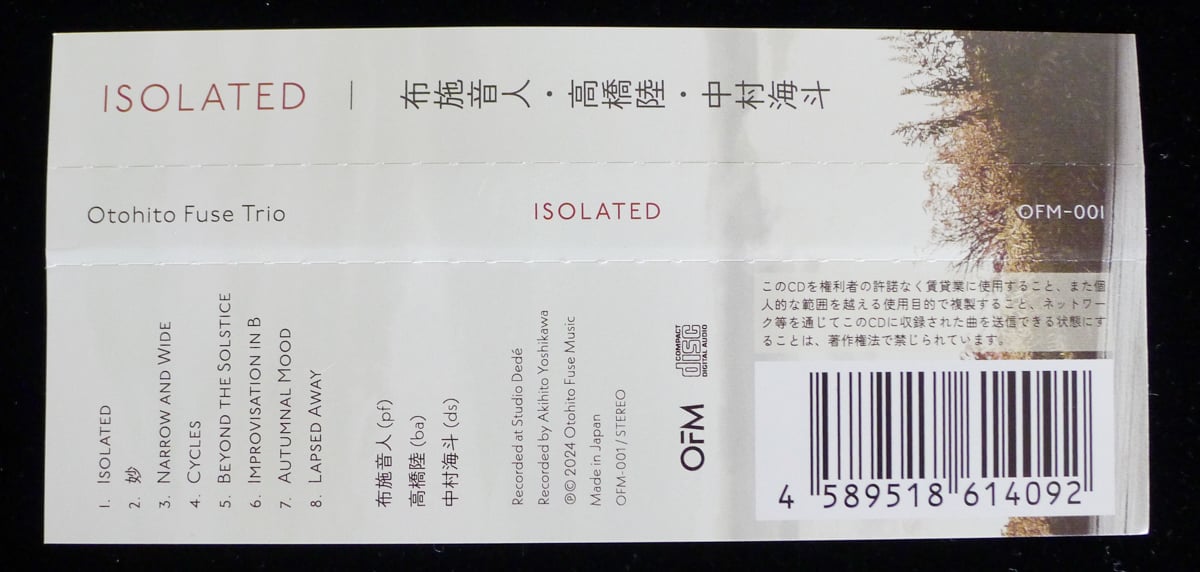 ISOLATED — 布施音人・高橋陸・中村海斗
Otohito Fuse Trio
ISOLATED
OFM-001
1. ISOLATED
2. 妙
3. NARROW AND WIDE
4. CYCLES
5. BEYOND THE SOLSTICE
6. IMPROVISATION IN B
7. AUTUMNAL MOOD
8. LAPSED AWAY
布施音人 (pf)
高橋陸 (ba)
中村海斗 (ds)
Recorded at Studio Dedé
Recorded by Akihito Yoshikawa
℗© 2024 Otohito Fuse Music
Made in Japan
OFM-001 / STEREO
COMPACT
disc
DIGITAL AUDIO
OFM
このCDを権利者の許諾なく賃貸業に使用すること、また個
人的な範囲を越える使用目的で複製すること、ネットワー
ク等を通じてこのCDに収録された曲を送信できる状態にす
ることは、著作権法で禁じられています。
4 589518 614092